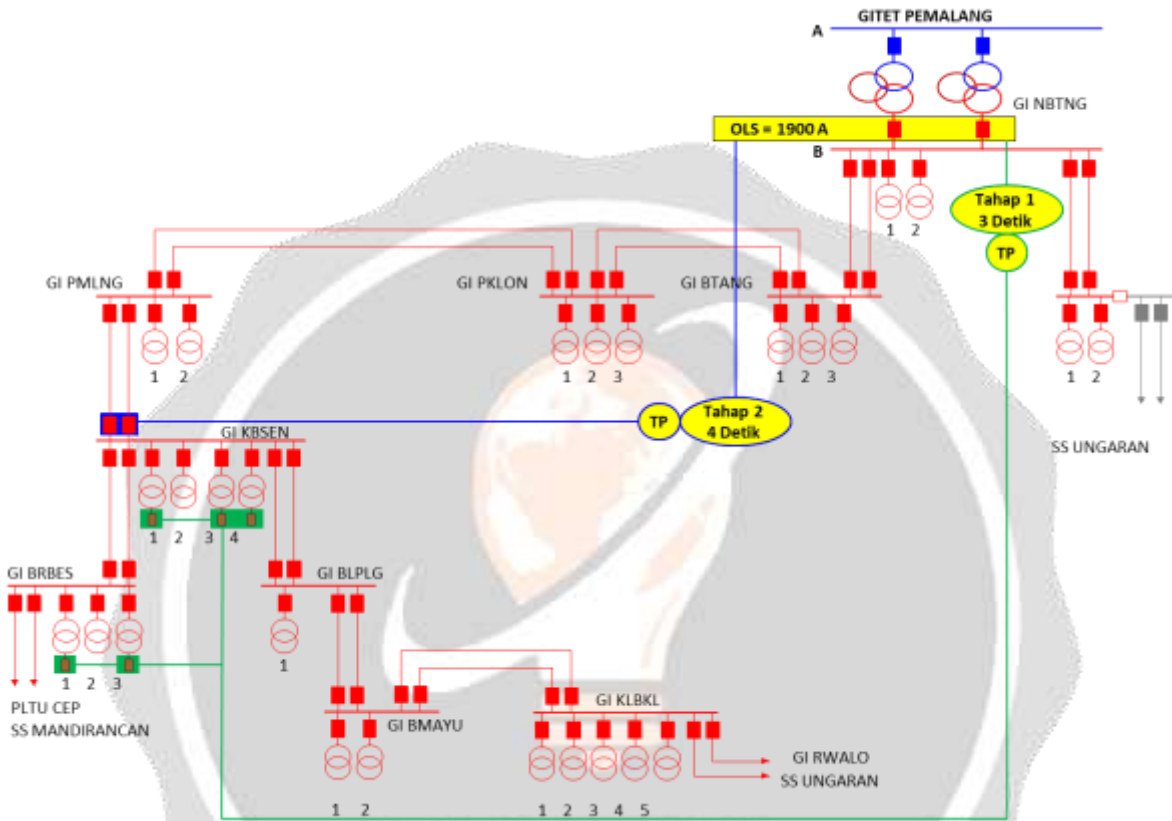 GITET PEMALANG
A
GI NBTNG
OLS = 1900 A
B
Tahap 1
3 Detik
1 2
TP
GI PMLNG
GI PKLON
GI BTANG
1 2
1 2 3
1 2 3
1 2
Tahap 2
4 Detik
TP
GI KBSEN
SS UNGARAN
1 2 3 4
GI BRBES
GI BLPLG
1
1 2 3
PLTU CEP
SS MANDIRANCAN
GI KLBKL
GI BMAYU
GI RWALO
SS UNGARAN
1 2
1 2 3 4 5